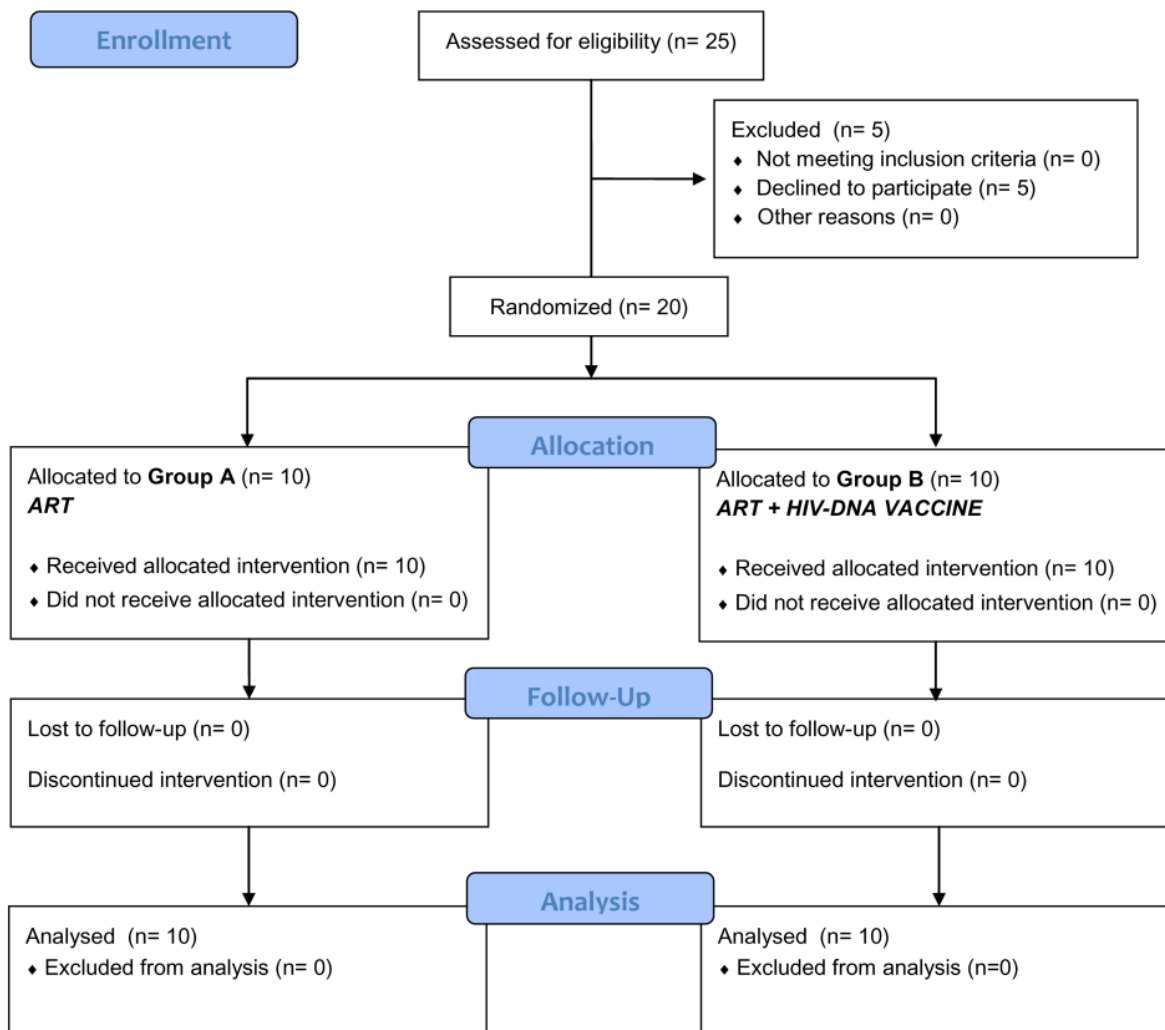 Enrollment
Assessed for eligibility (n= 25)
Excluded (n= 5)
♦ Not meeting inclusion criteria (n= 0)
♦ Declined to participate (n= 5)
♦ Other reasons (n= 0)
Randomized (n= 20)
Allocation
Allocated to Group A (n= 10)
ART
♦ Received allocated intervention (n= 10)
♦ Did not receive allocated intervention (n= 0)
Allocated to Group B (n= 10)
ART + HIV-DNA VACCINE
♦ Received allocated intervention (n= 10)
♦ Did not receive allocated intervention (n= 0)
Follow-Up
Lost to follow-up (n= 0)
Discontinued intervention (n= 0)
Lost to follow-up (n= 0)
Discontinued intervention (n= 0)
Analysis
Analysed (n= 10)
♦ Excluded from analysis (n= 0)
Analysed (n= 10)
♦ Excluded from analysis (n=0)